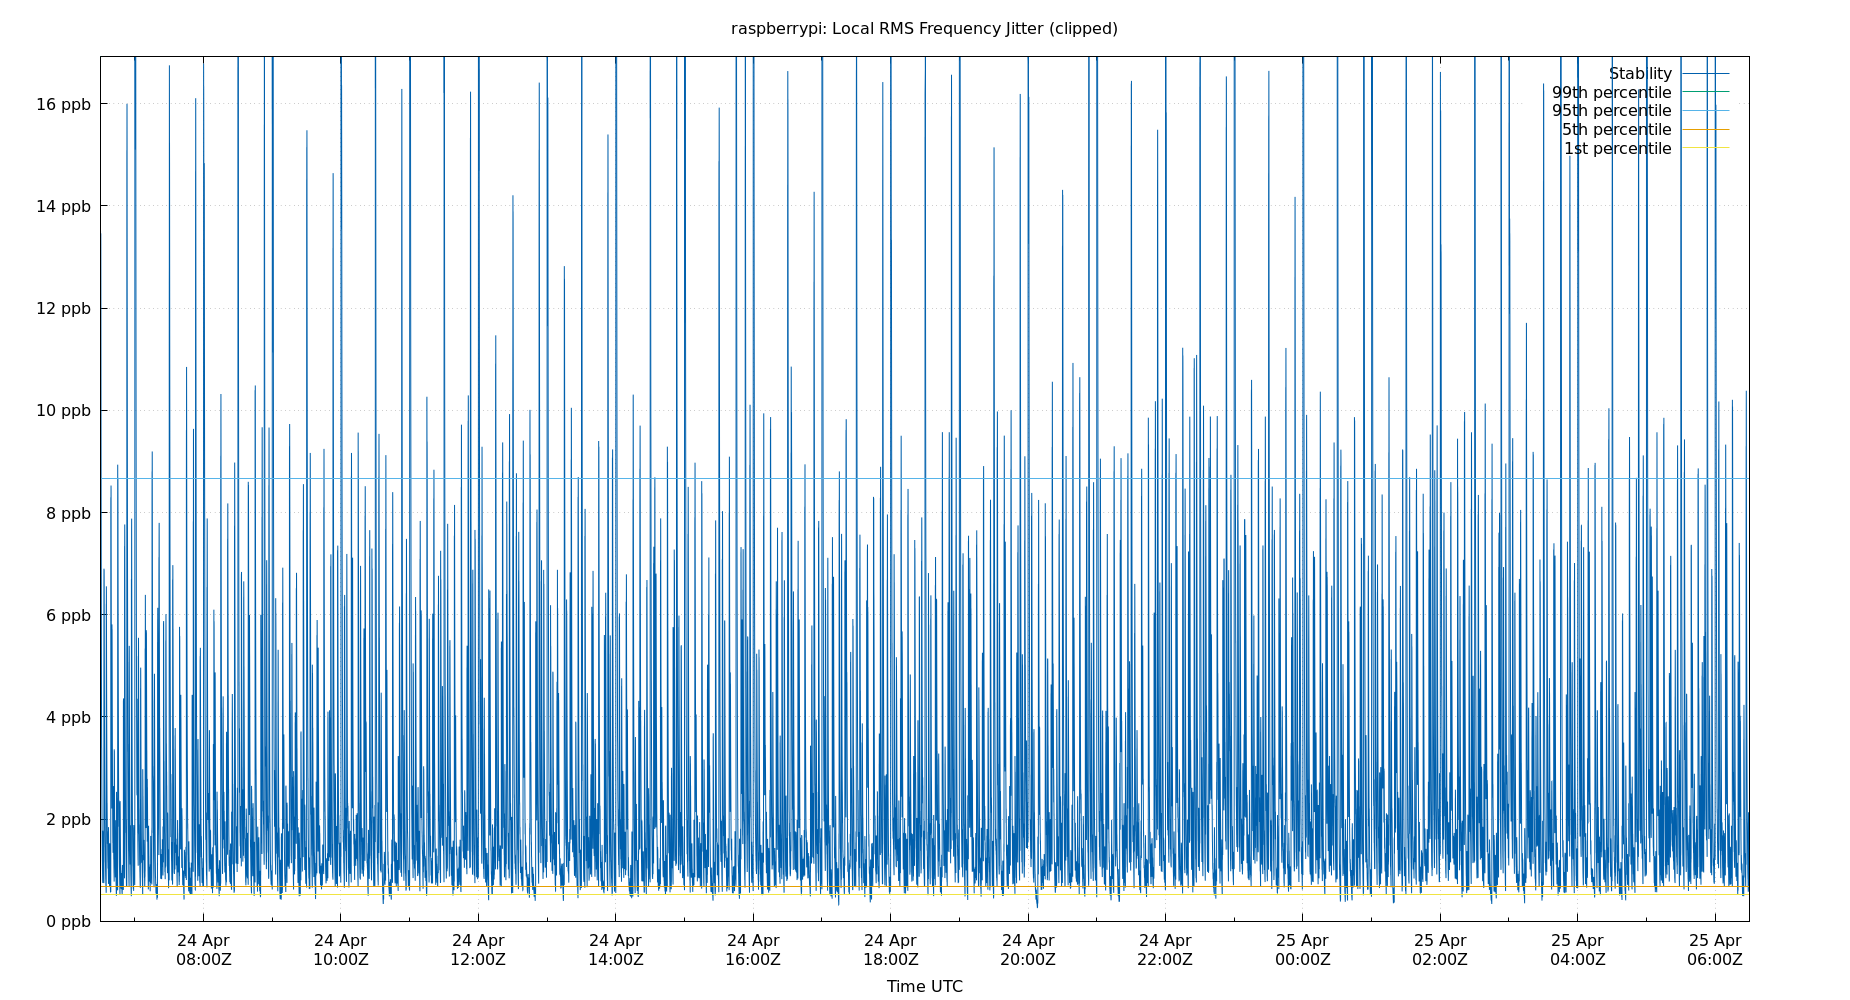 raspberrypi: Local RMS Frequency Jitter (clipped)
Stability
99th percentile
95th percentile
5th percentile
1st percentile
16 ppb
14 ppb
12 ppb
10 ppb
8 ppb
6 ppb
4 ppb
2 ppb
0 ppb
24 Apr 24 Apr 24 Apr 24 Apr 24 Apr 24 Apr 24 Apr 24 Apr 25 Apr 25 Apr 25 Apr 25 Apr
08:00Z 10:00Z 12:00Z 14:00Z 16:00Z 18:00Z 20:00Z 22:00Z 00:00Z 02:00Z 04:00Z 06:00Z
Time UTC